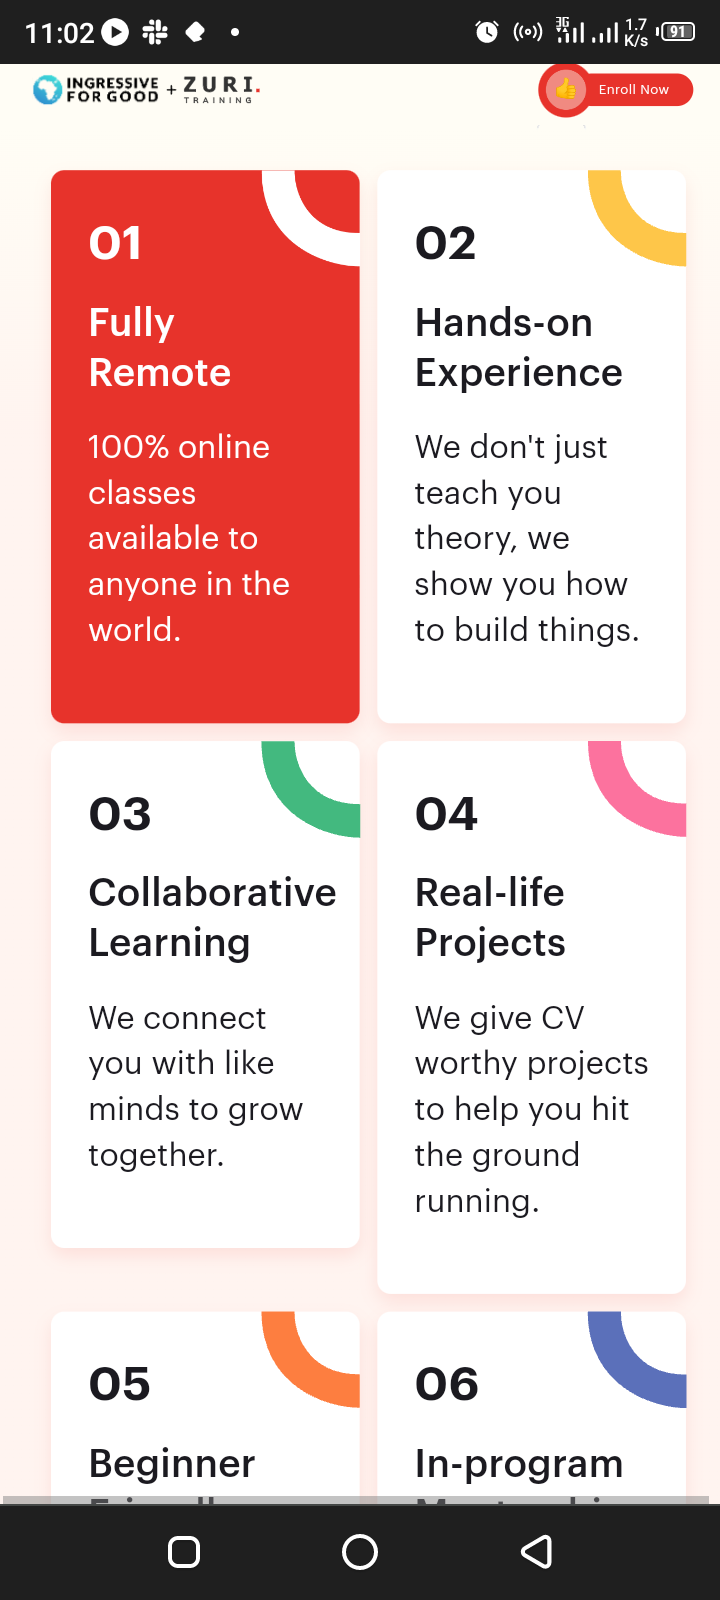 11:02
3G
1.7
K/s
91
INGRESSIVE
FOR GOOD
+
ZURI.
TRAINING
Enroll Now
01
Fully
Remote
100% online
classes
available to
anyone in the
world.
02
Hands-on
Experience
We don't just
teach you
theory, we
show you how
to build things.
03
Collaborative
Learning
We connect
you with like
minds to grow
together.
04
Real-life
Projects
We give CV
worthy projects
to help you hit
the ground
running.
05
Beginner
06
In-program